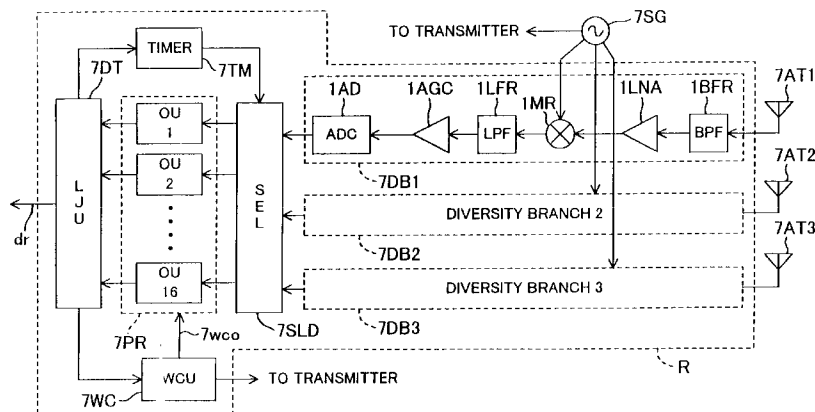 TO TRANSMITTER
7SG
7DT
TIMER
7TM
7AT1
1AD
1AGC
1LFR
1MR
1LNA
1BFR
OU
1
ADC
LPF
BPF
7DB1
7AT2
OU
2
LJU
SEL
DIVERSITY BRANCH 2
7DB2
7AT3
dr
OU
16
DIVERSITY BRANCH 3
7DB3
7PR
7wco
7SLD
R
WCU
TO TRANSMITTER
7WC